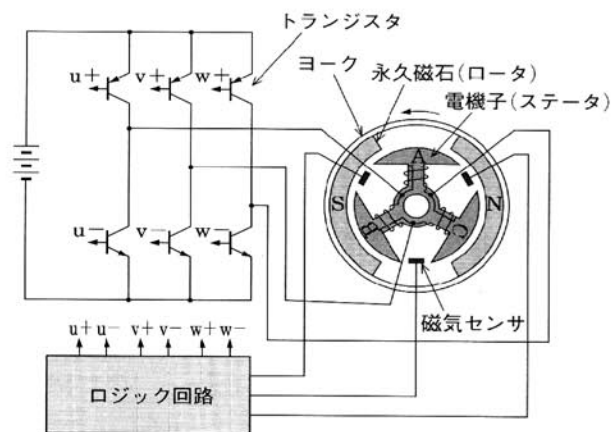 トランジスタ
ヨーク
永久磁石(ロータ)
電機子(ステータ)
u+ v+ w+
S A N
B C
u- v- w-
磁気センサ
u+ u- v+ v- w+ w-
ロジック回路